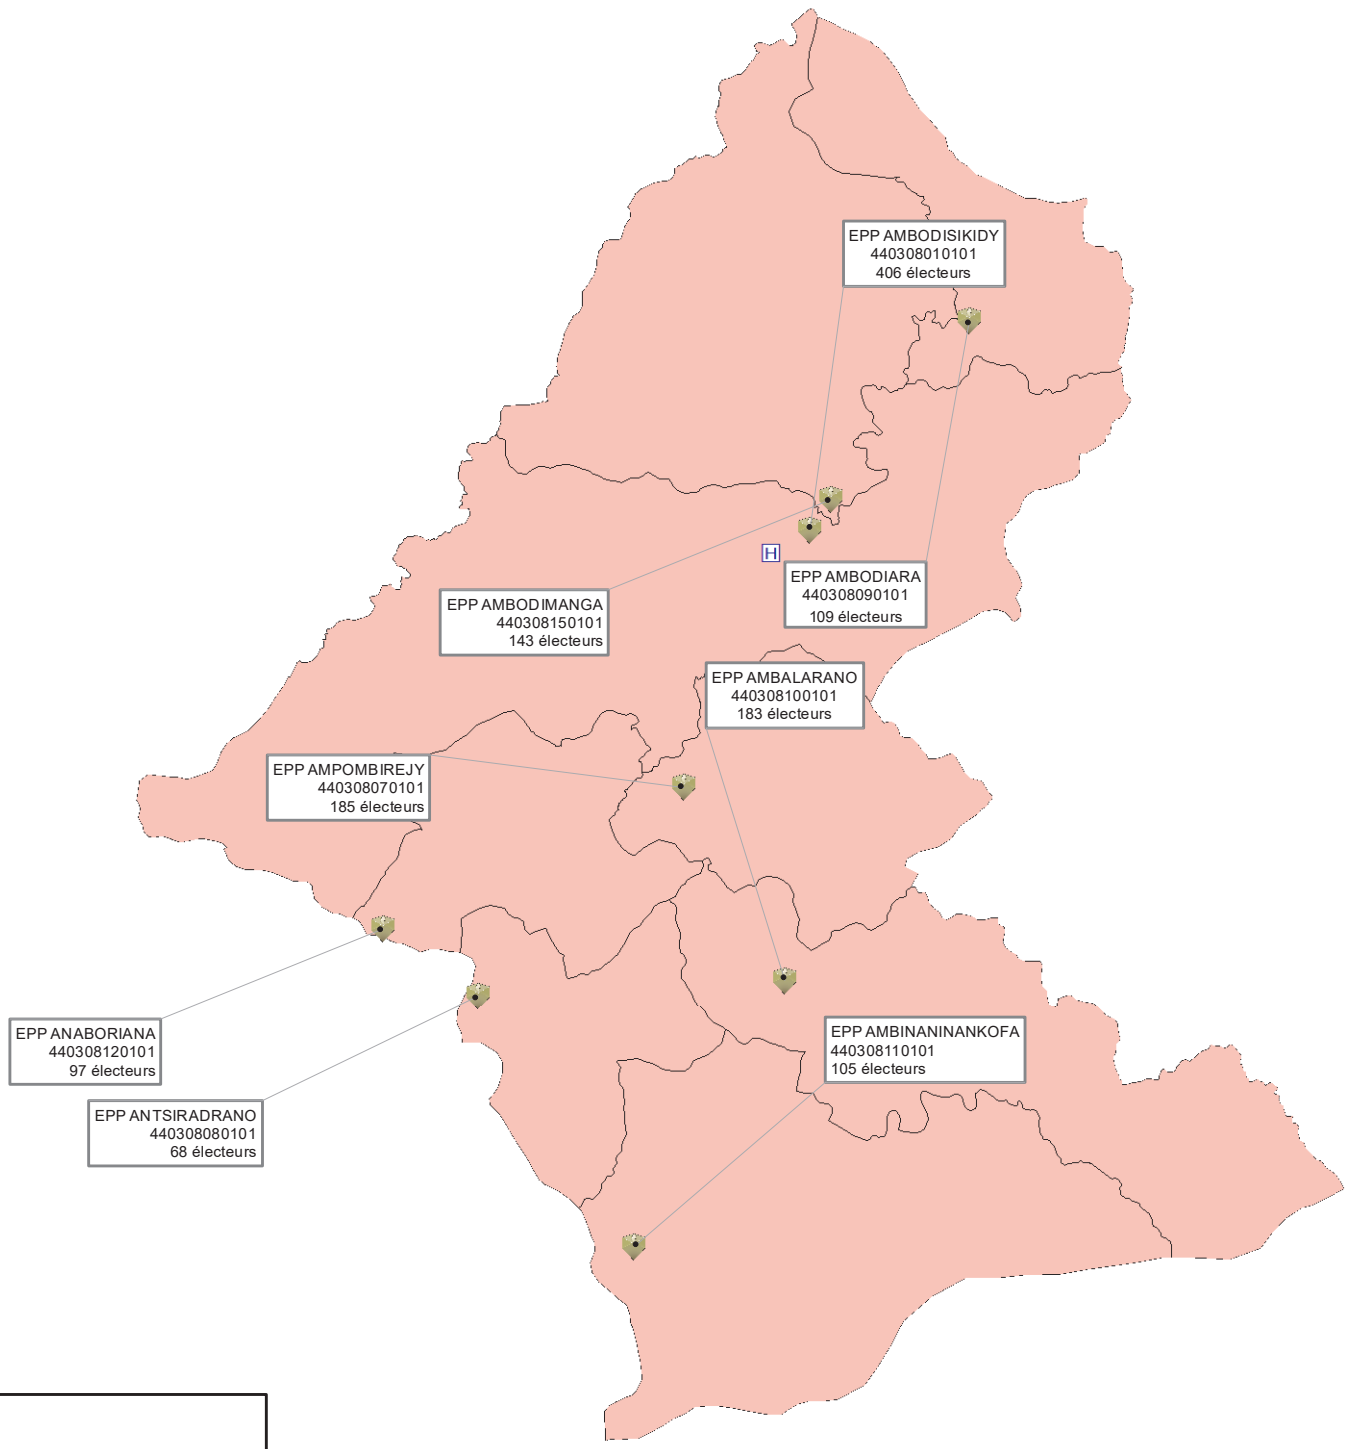 EPP AMBODISIKIDY
440308010101
406 électeurs
H
EPP AMBODIARA
440308090101
109 électeurs
EPP AMBODIMANGA
440308150101
143 électeurs
EPP AMBALARANO
440308100101
183 électeurs
EPP AMPOMBIREJY
440308070101
185 électeurs
EPP ANABORIANA
440308120101
97 électeurs
EPP AMBINANINANKOFA
440308110101
105 électeurs
EPP ANTSIRADRANO
440308080101
68 électeurs